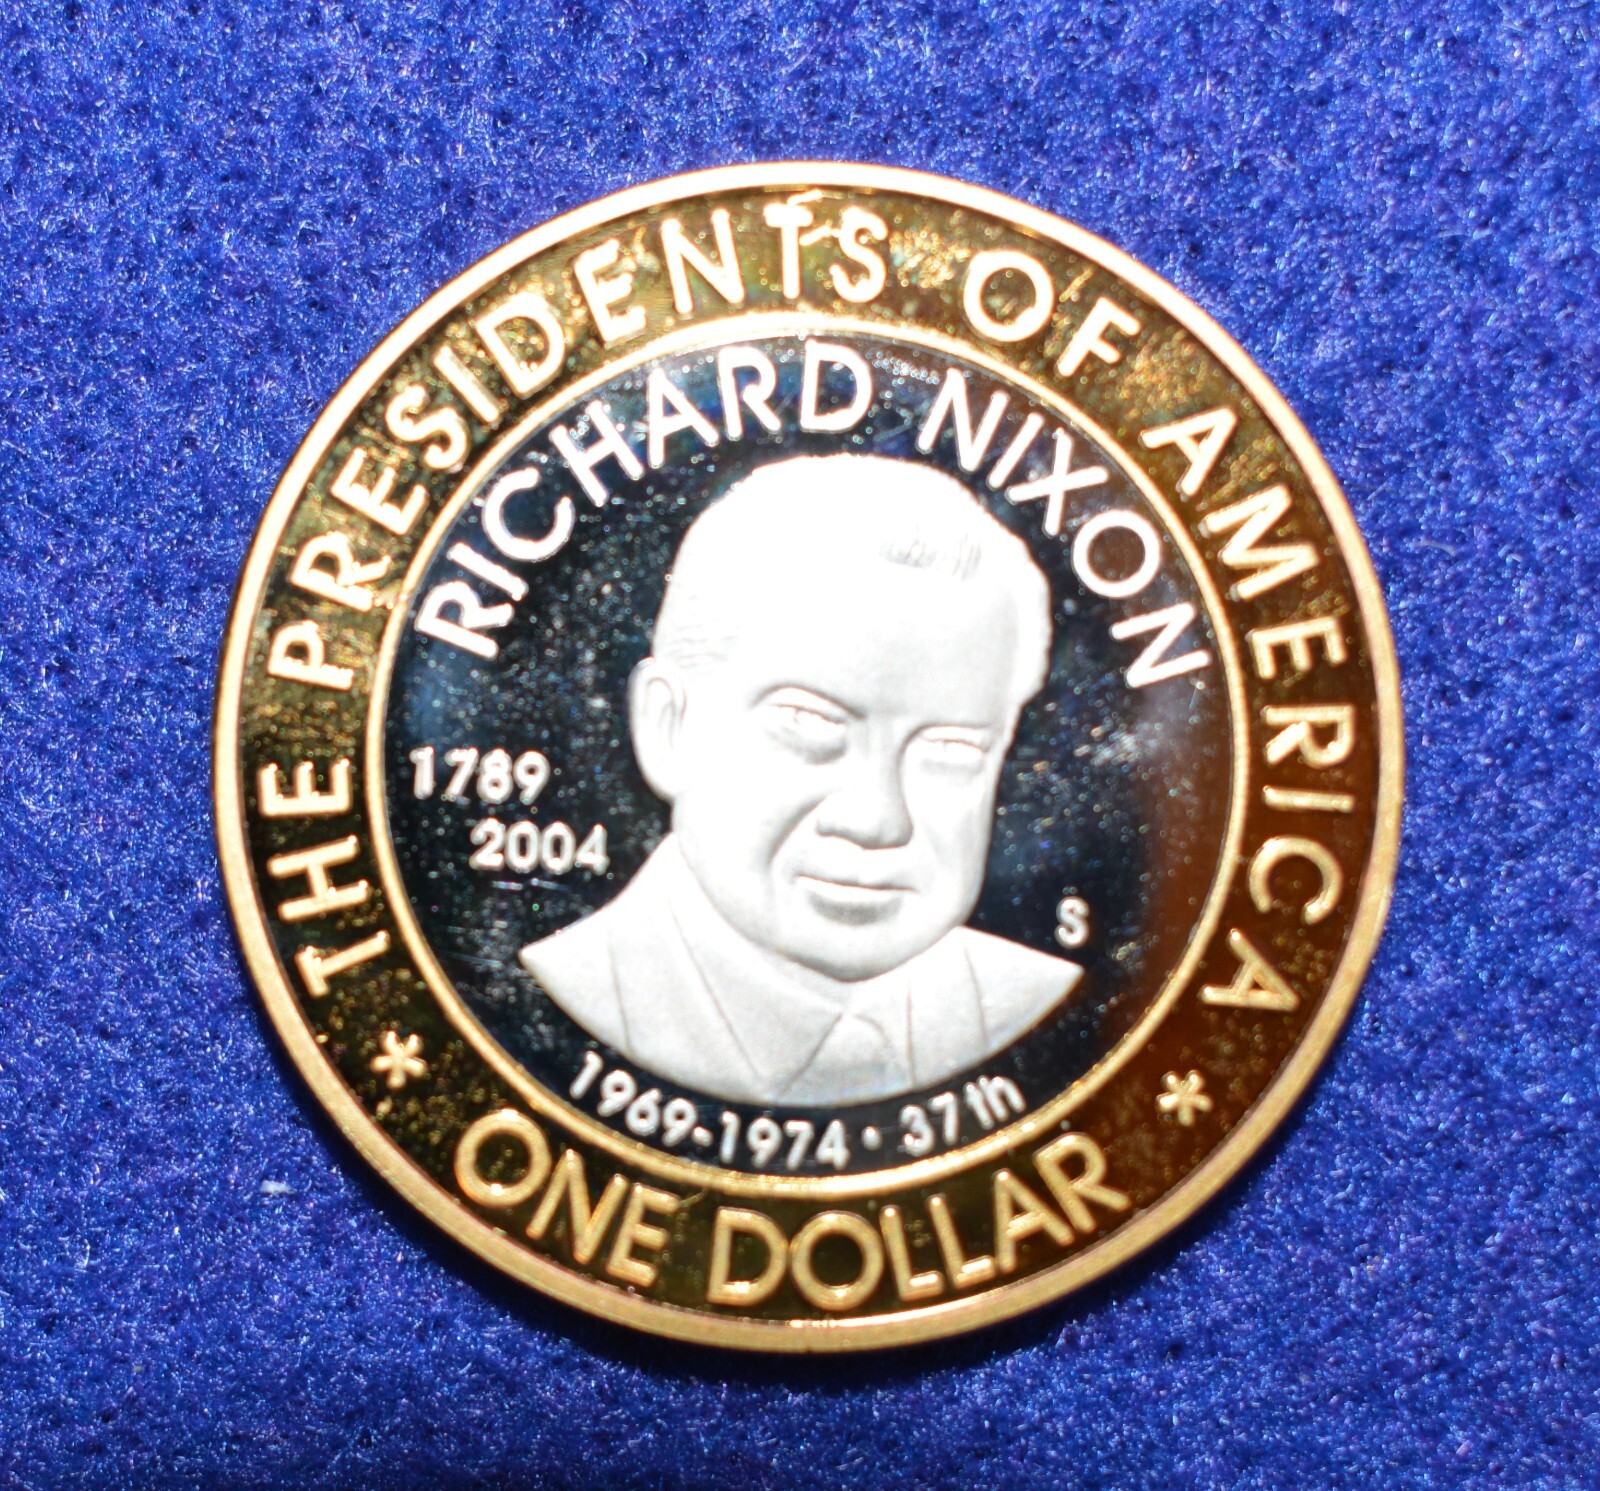 THE PRESIDENTS OF AMERICA
RICHARD NIXON
1789
2004
S
1969-1974 • 37th
* ONE DOLLAR *